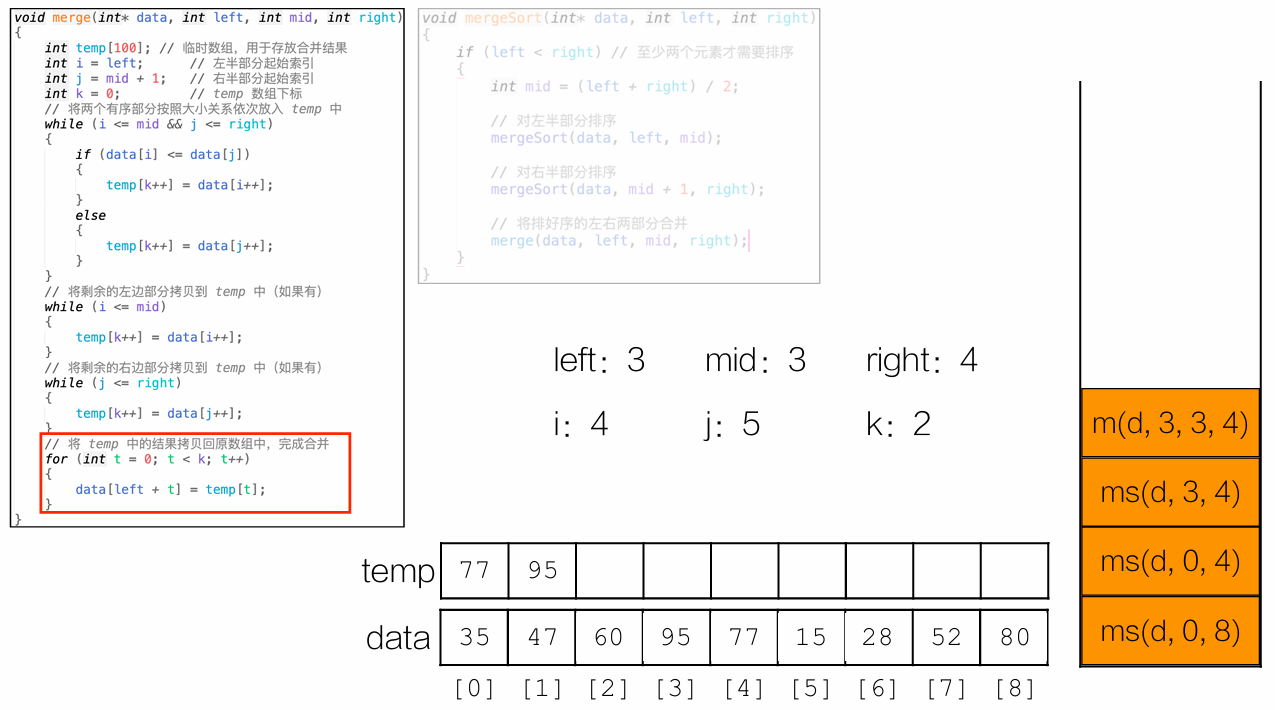 void merge(int* data, int left, int mid, int right)
{
    int temp[100]; // 临时数组，用于存放合并结果
    int i = left;      // 左半部分起始索引
    int j = mid + 1;   // 右半部分起始索引
    int k = 0;         // temp 数组下标
    // 将两个有序部分按照大小关系依次放入 temp 中
    while (i <= mid && j <= right)
    {
        if (data[i] <= data[j])
        {
            temp[k++] = data[i++];
        }
        else
        {
            temp[k++] = data[j++];
        }
    }
    // 将剩余的左边部分拷贝到 temp 中（如果有）
    while (i <= mid)
    {
        temp[k++] = data[i++];
    }
    // 将剩余的右边部分拷贝到 temp 中（如果有）
    while (j <= right)
    {
        temp[k++] = data[j++];
    }
    // 将 temp 中的结果拷贝回原数组中，完成合并
    for (int t = 0; t < k; t++)
    {
        data[left + t] = temp[t];
    }
}
void mergeSort(int* data, int left, int right)
{
    if (left < right) // 至少两个元素才需要排序
    {
        int mid = (left + right) / 2;
        // 对左半部分排序
        mergeSort(data, left, mid);
        // 对右半部分排序
        mergeSort(data, mid + 1, right);
        // 将排好序的左右两部分合并
        merge(data, left, mid, right);
    }
}
left: 3 mid: 3 right: 4
i: 4 j: 5 k: 2
m(d, 3, 3, 4)
ms(d, 3, 4)
ms(d, 0, 4)
ms(d, 0, 8)
temp 77 95
data 35 47 60 95 77 15 28 52 80
[0] [1] [2] [3] [4] [5] [6] [7] [8]